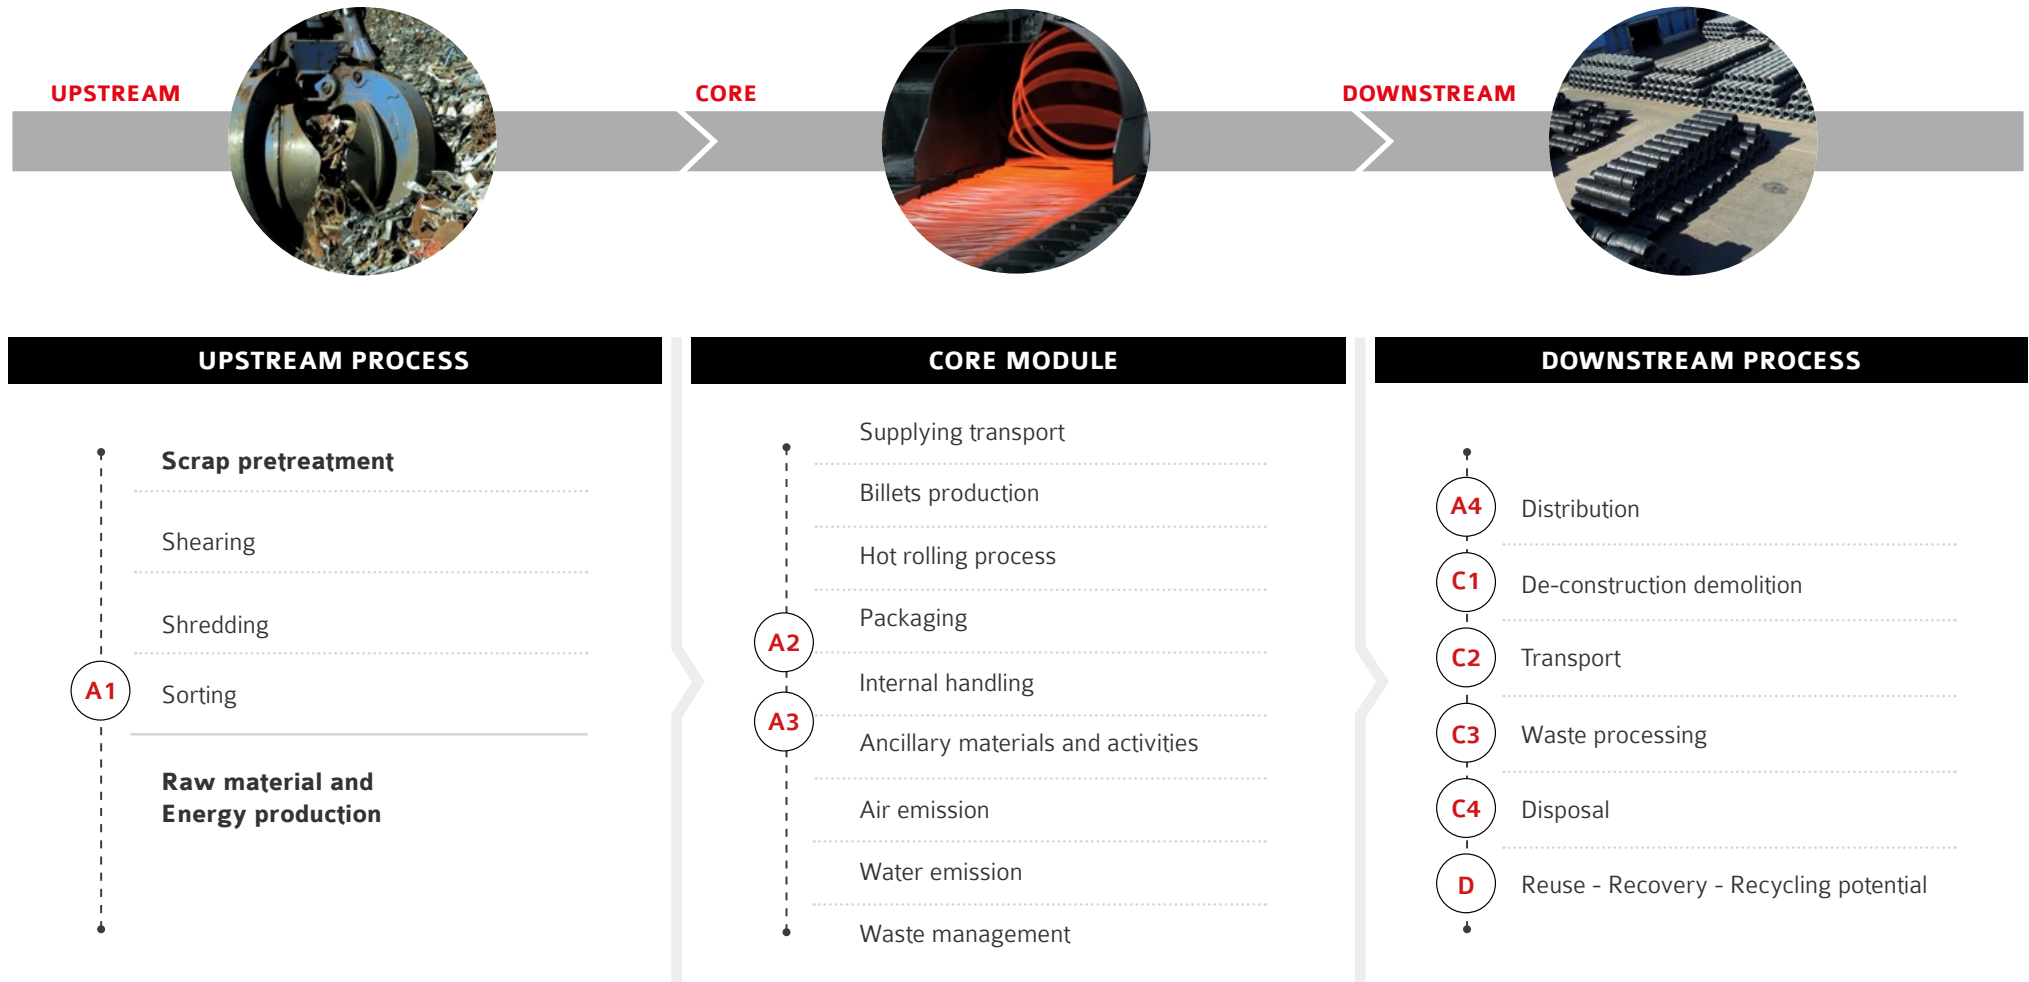 UPSTREAM
CORE
DOWNSTREAM
UPSTREAM PROCESS
Scrap pretreatment
Shearing
Shredding
A1
Sorting
Raw material and
Energy production
CORE MODULE
Supplying transport
Billets production
Hot rolling process
Packaging
A2
Internal handling
A3
Ancillary materials and activities
Air emission
Water emission
Waste management
DOWNSTREAM PROCESS
A4 Distribution
C1 De-construction demolition
C2 Transport
C3 Waste processing
C4 Disposal
D Reuse - Recovery - Recycling potential